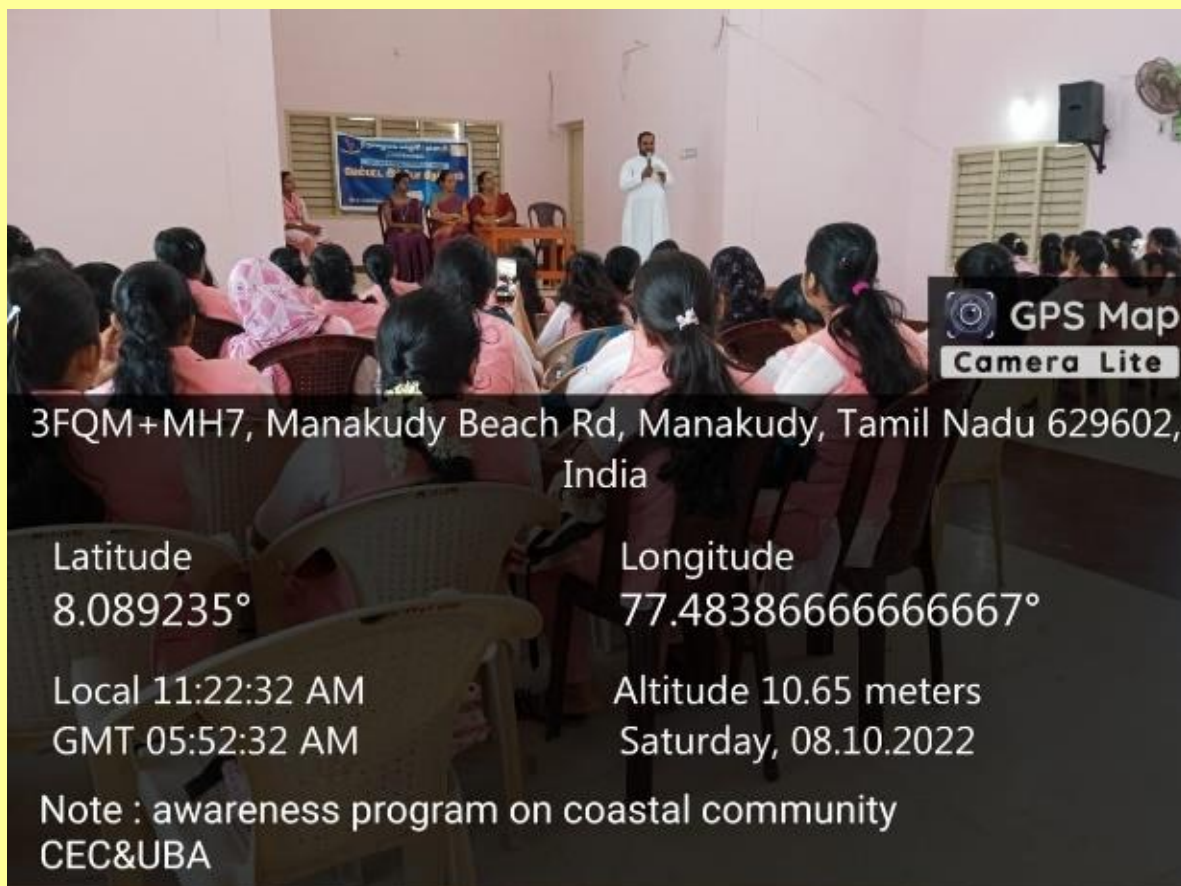 GPS Map
Camera Lite
3FQM+MH7, Manakudy Beach Rd, Manakudy, Tamil Nadu 629602,
India
Latitude
8.089235°
Longitude
77.48386666666667°
Local 11:22:32 AM
GMT 05:52:32 AM
Altitude 10.65 meters
Saturday, 08.10.2022
Note : awareness program on coastal community
CEC&UBA